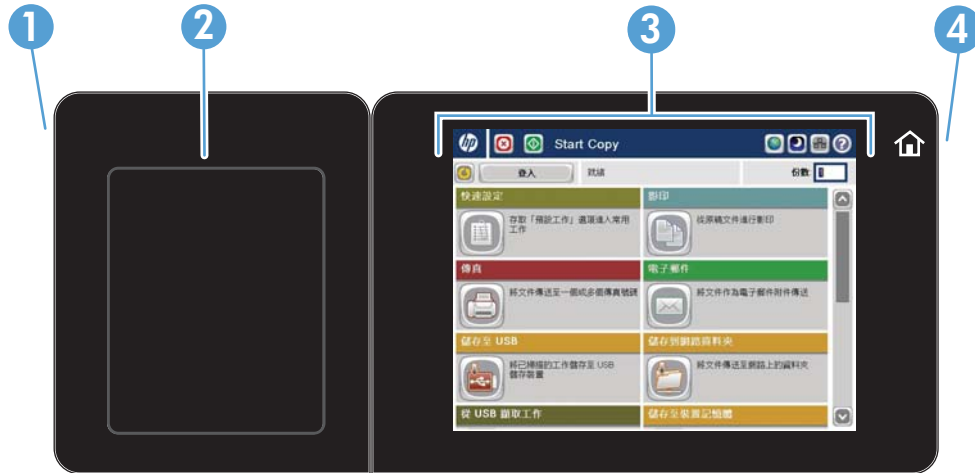 1
2
3
4
hp
Start Copy
?
登入
就緒
份數:
1
快速設定
影印
存取「預設工作」選項進入常用
工作
從原稿文件進行影印
傳真
電子郵件
將文件傳送至一個或多個傳真號碼
將文件作為電子郵件附件傳送
儲存至 USB
儲存到網路資料夾
將已掃描的工作儲存至 USB
儲存裝置
將文件傳送至網路上的資料夾
從 USB 擷取工作
儲存至裝置記憶體